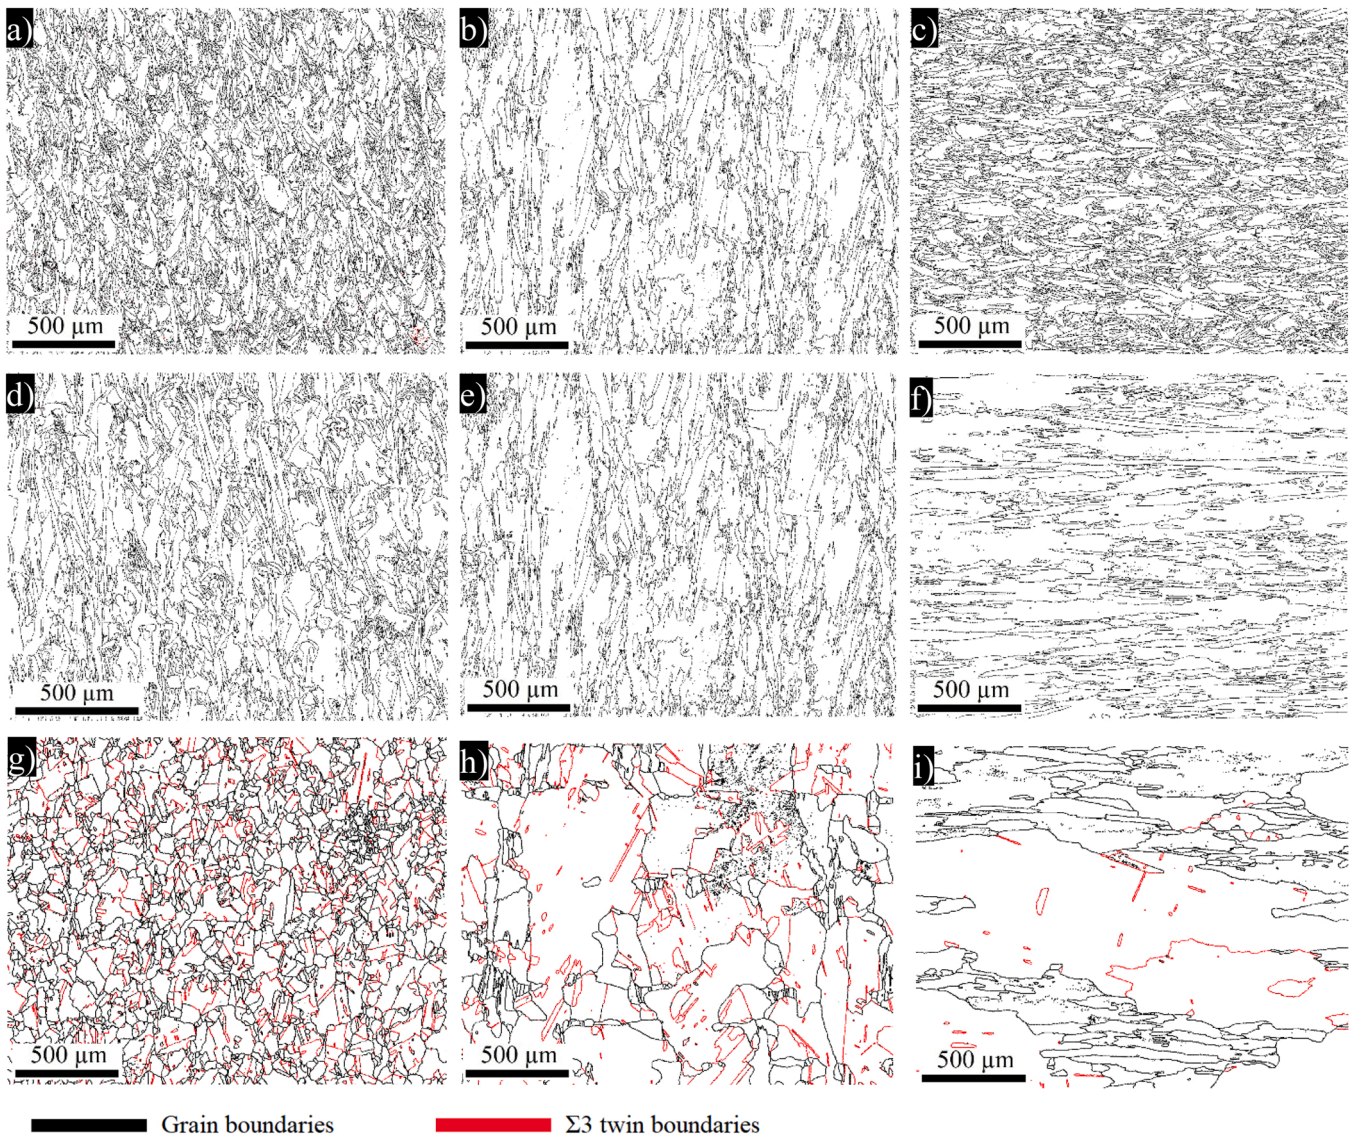 a)
b)
c)
500 µm
500 µm
500 µm
d)
e)
f)
500 µm
500 µm
500 µm
g)
h)
i)
500 µm
500 µm
500 µm
Grain boundaries
Σ3 twin boundaries